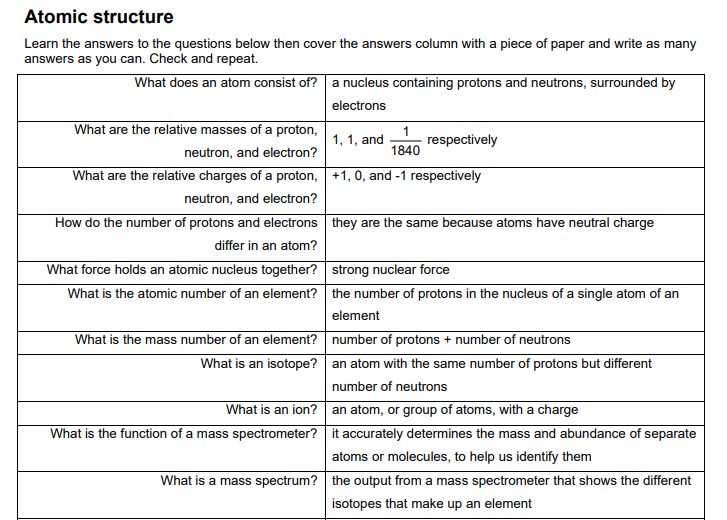 Atomic structure
Learn the answers to the questions below then cover the answers column with a piece of paper and write as many
answers as you can. Check and repeat.
What does an atom consist of?
a nucleus containing protons and neutrons, surrounded by
electrons
What are the relative masses of a proton,
neutron, and electron?
1, 1, and 1/1840 respectively
What are the relative charges of a proton,
neutron, and electron?
+1, 0, and -1 respectively
How do the number of protons and electrons
differ in an atom?
they are the same because atoms have neutral charge
What force holds an atomic nucleus together?
strong nuclear force
What is the atomic number of an element?
the number of protons in the nucleus of a single atom of an
element
What is the mass number of an element?
number of protons + number of neutrons
What is an isotope?
an atom with the same number of protons but different
number of neutrons
What is an ion?
an atom, or group of atoms, with a charge
What is the function of a mass spectrometer?
it accurately determines the mass and abundance of separate
atoms or molecules, to help us identify them
What is a mass spectrum?
the output from a mass spectrometer that shows the different
isotopes that make up an element